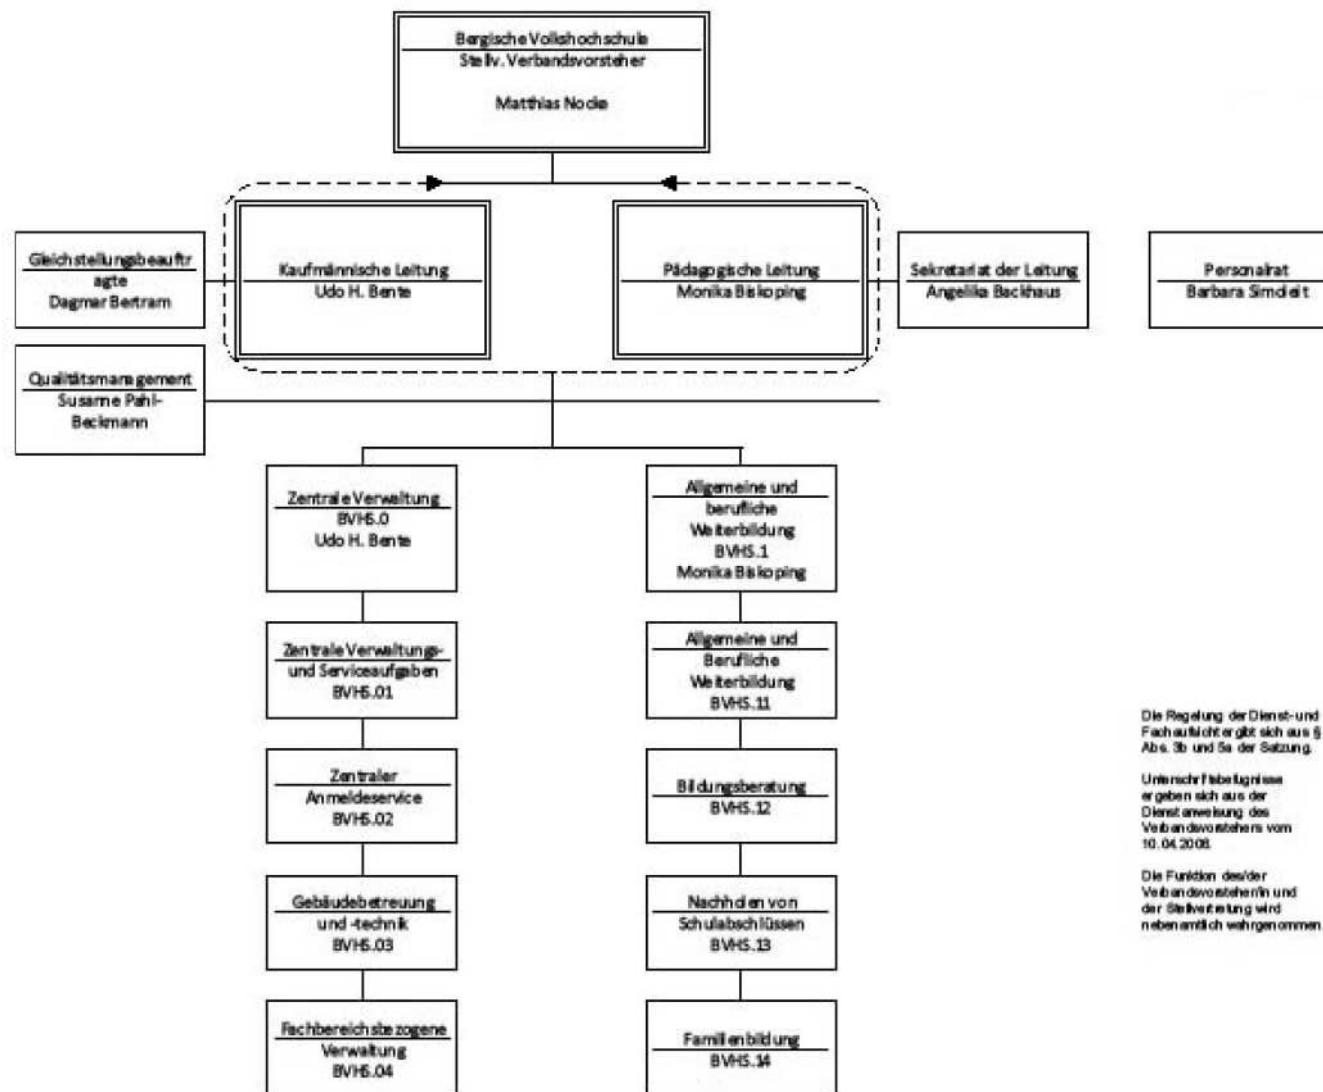 Bergische Volkshochschule
Stellv. Verbandsvorsteher
Matthias Nocke
Gleichstellungsbeauftr
agte
Dagmar Bertram
Kaufmännische Leitung
Udo H. Bente
Pädagogische Leitung
Monika Biskoping
Sekretariat der Leitung
Angelika Backhaus
Personalrat
Barbara Simoleit
Qualitätsmanagement
Susanne Pahl-
Beckmann
Zentrale Verwaltung
BVHS.0
Udo H. Bente
Allgemeine und
berufliche
Weiterbildung
BVHS.1
Monika Biskoping
Zentrale Verwaltungs-
und Serviceaufgaben
BVHS.01
Allgemeine und
Berufliche
Weiterbildung
BVHS.11
Zentraler
Anmeldeservice
BVHS.02
Bildungsberatung
BVHS.12
Gebäudebetreuung
und -technik
BVHS.03
Nachholen von
Schulabschlüssen
BVHS.13
Fachbereichsbezogene
Verwaltung
BVHS.04
Familienbildung
BVHS.14
Die Regelung der Dienst- und
Fachaufsicht ergibt sich aus §
Abs. 3b und 5a der Satzung.
Unterschriftsbefugnisse
ergeben sich aus der
Dienstanweisung des
Verbandsvorstehers vom
10.04.2008.
Die Funktion des/der
Verbandsvorsteher/in und
der Stellvertretung wird
nebenamtlich wahrgenommen.